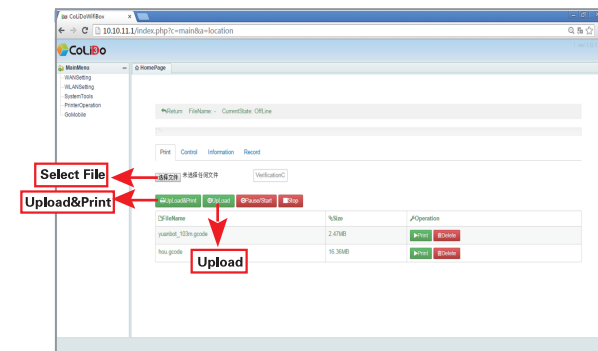 CoLiDoWifiBox
10.10.11.1/index.php?c=main&a=location
CoLiDo
MainMenu
HomePage
WANSetting
WLANSetting
SystemTools
PrinterOperation
GoMobile
Return FileName: - CurrentState: OffLine
Print Control Information Record
Select File
选择文件 未选择任何文件 VerificationC
Upload&Print
UpLoad&Print UpLoad Pause/Start Stop
FileName Size Operation
yuanbot_103m.gcode 2.47MB Print Delete
hou.gcode 16.36MB Print Delete
Upload